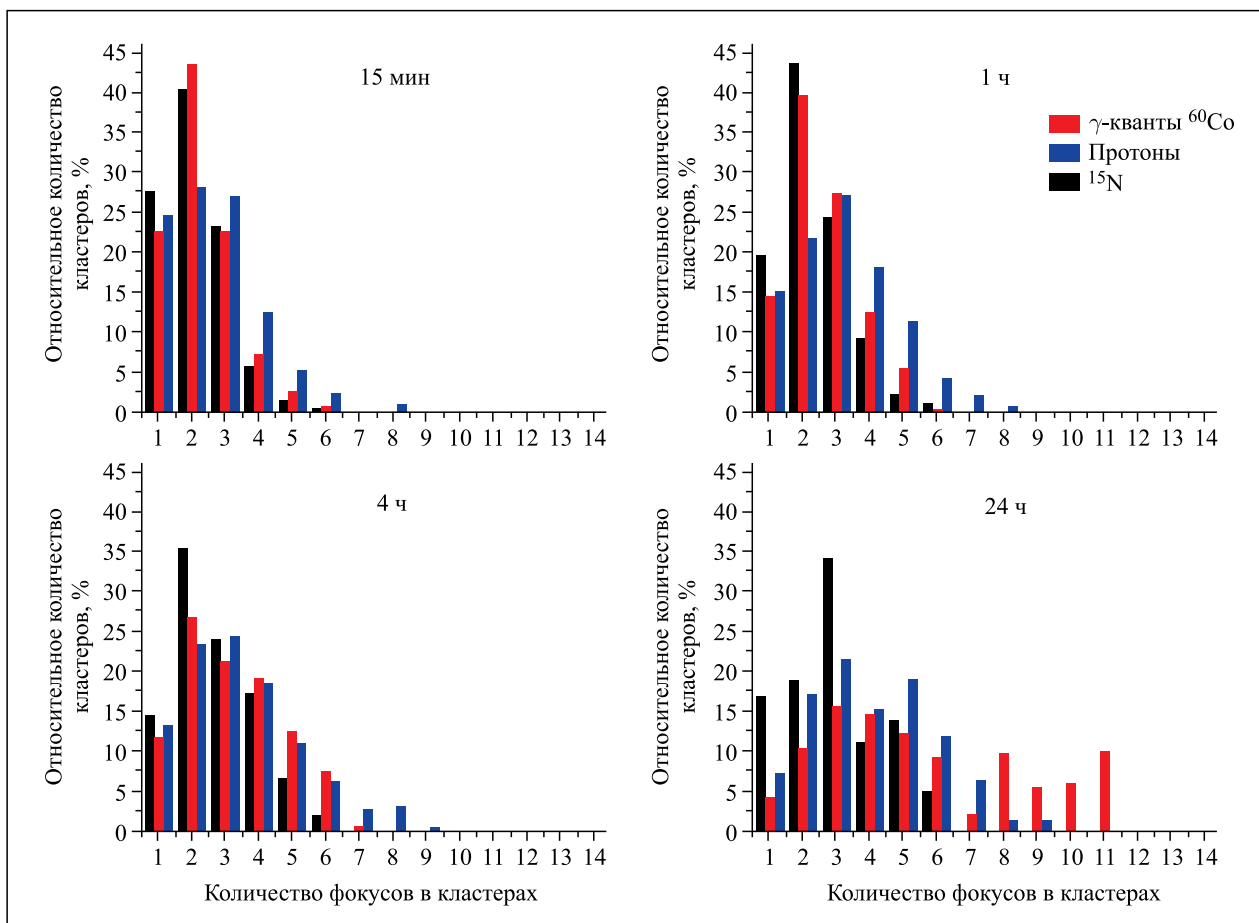 15 мин
Относительное количество
кластеров, %
45
40
35
30
25
20
15
10
5
0
1 2 3 4 5 6 7 8 9 10 11 12 13 14
1 ч
Относительное количество
кластеров, %
45
40
35
30
25
20
15
10
5
0
γ-кванты ⁶⁰Co
Протоны
¹⁵N
1 2 3 4 5 6 7 8 9 10 11 12 13 14
4 ч
Относительное количество
кластеров, %
45
40
35
30
25
20
15
10
5
0
1 2 3 4 5 6 7 8 9 10 11 12 13 14
Количество фокусов в кластерах
24 ч
Относительное количество
кластеров, %
45
40
35
30
25
20
15
10
5
0
1 2 3 4 5 6 7 8 9 10 11 12 13 14
Количество фокусов в кластерах